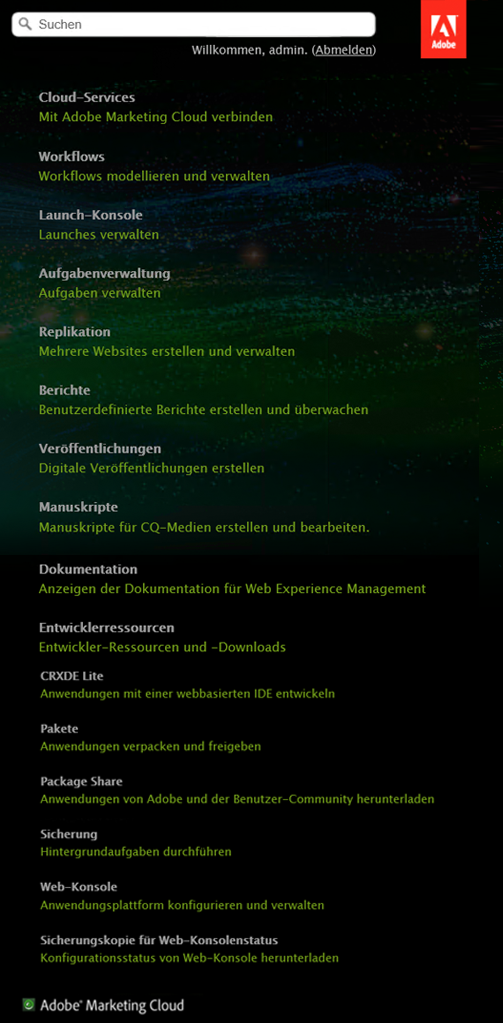 Suchen
Adobe
Willkommen, admin. (Abmelden)
Cloud-Services
Mit Adobe Marketing Cloud verbinden
Workflows
Workflows modellieren und verwalten
Launch-Konsole
Launches verwalten
Aufgabenverwaltung
Aufgaben verwalten
Replikation
Mehrere Websites erstellen und verwalten
Berichte
Benutzerdefinierte Berichte erstellen und überwachen
Veröffentlichungen
Digitale Veröffentlichungen erstellen
Manuskripte
Manuskripte für CQ-Medien erstellen und bearbeiten.
Dokumentation
Anzeigen der Dokumentation für Web Experience Management
Entwicklerressourcen
Entwickler-Ressourcen und -Downloads
CRXDE Lite
Anwendungen mit einer webbasierten IDE entwickeln
Pakete
Anwendungen verpacken und freigeben
Package Share
Anwendungen von Adobe und der Benutzer-Community herunterladen
Sicherung
Hintergrundaufgaben durchführen
Web-Konsole
Anwendungsplattform konfigurieren und verwalten
Sicherungskopie für Web-Konsolenstatus
Konfigurationsstatus von Web-Konsole herunterladen
Adobe® Marketing Cloud